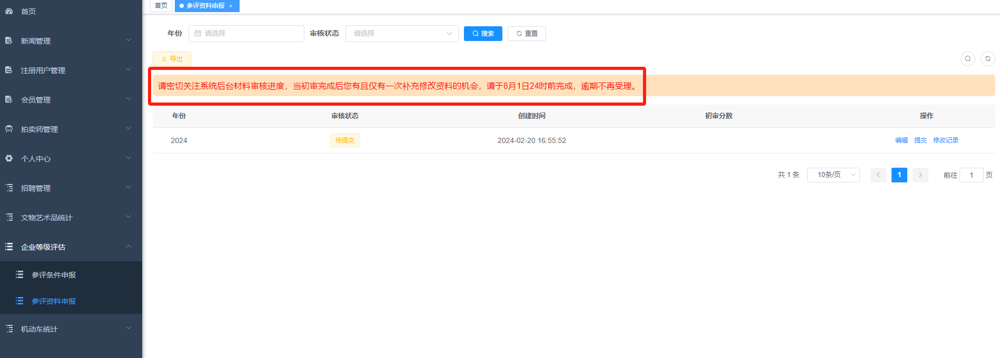 首页
新闻管理
注册用户管理
会员管理
拍卖师管理
个人中心
招聘管理
文物艺术品统计
企业等级评估
参评条件申报
参评资料申报
机动车统计
首页 参评资料申报 ×
年份 请选择 审核状态 请选择 搜索 重置
导出
请密切关注系统后台材料审核进度，当初审完成后您有且仅有一次补充修改资料的机会，请于8月1日24时前完成，逾期不再受理。
年份 审核状态 创建时间 初审分数 操作
2024 待提交 2024-02-20 16:55:52 编辑 提交 修改记录
共 1 条 10条/页 1 前往 1 页